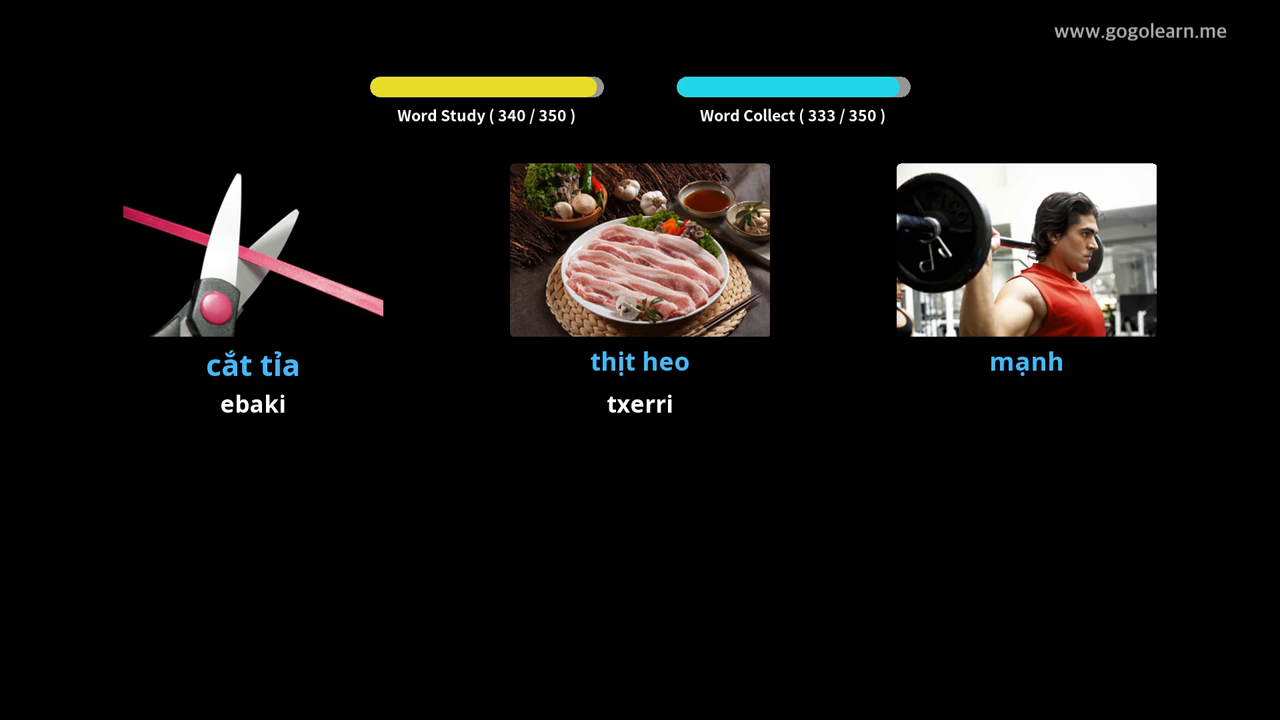 www.gogolearn.me
Word Study ( 340 / 350 )
Word Collect ( 333 / 350 )
cắt tỉa
thịt heo
mạnh
ebaki
txerri